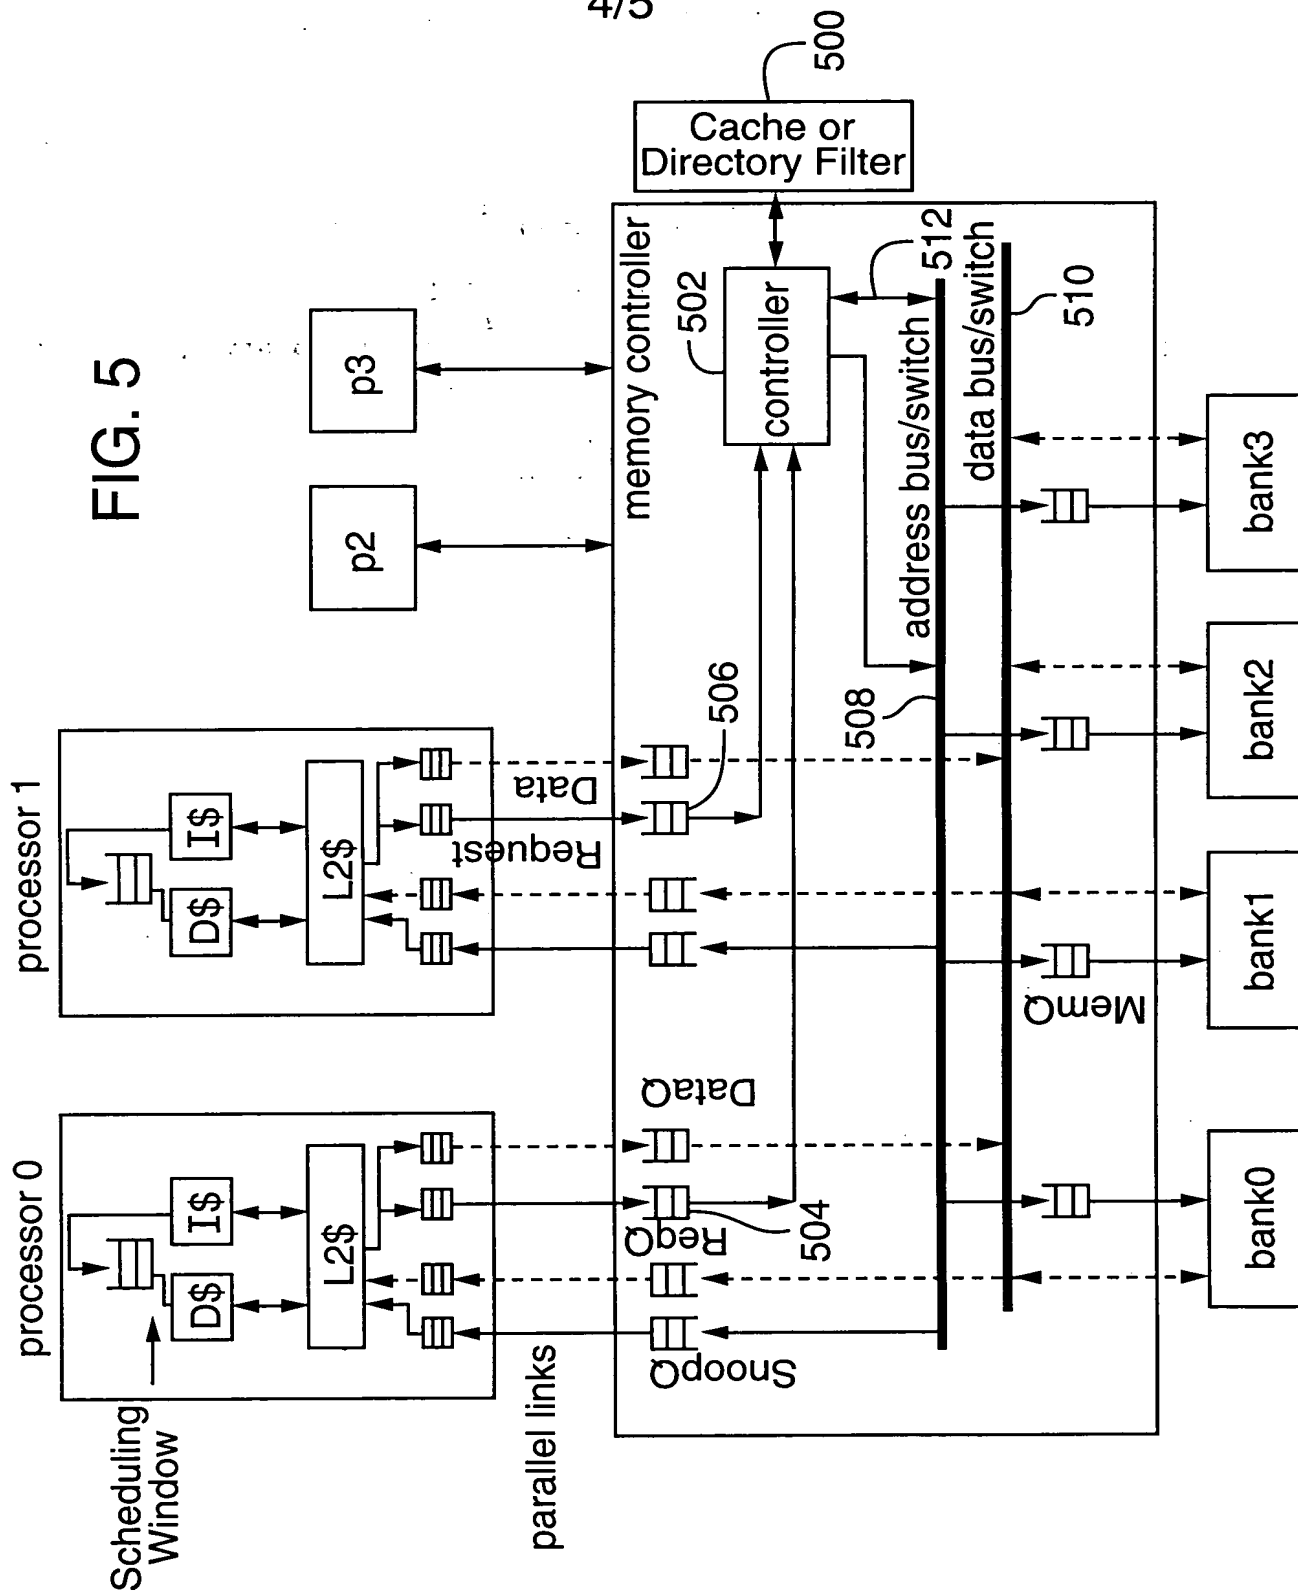 4/5
FIG. 5
processor 0
processor 1
Scheduling
Window
D$
I$
L2$
D$
I$
L2$
p2
p3
parallel links
Request
Data
Cache or
Directory Filter
500
memory controller
SnoopQ
ReqQ
DataQ
504
506
502
controller
512
508
address bus/switch
data bus/switch
510
MemQ
bank0
bank1
bank2
bank3